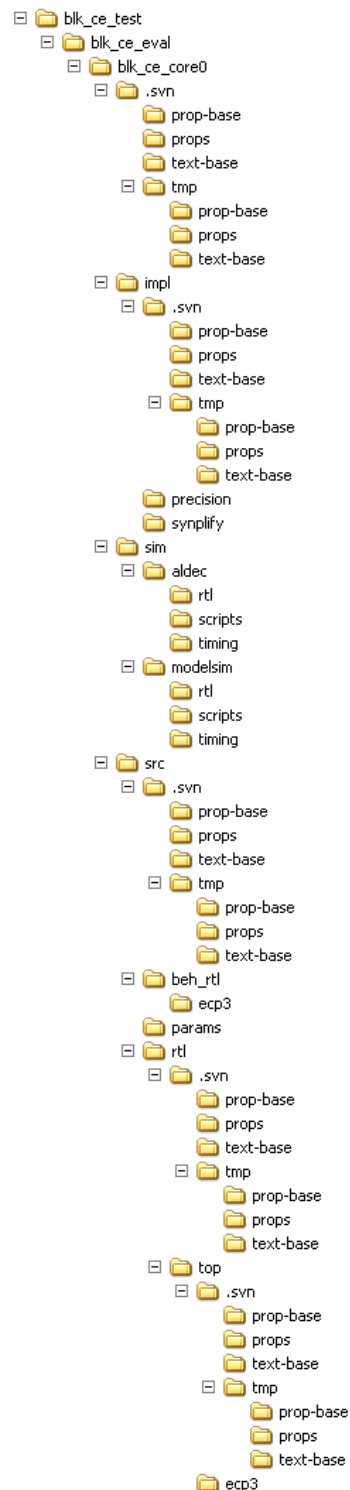 blk_ce_test
blk_ce_eval
blk_ce_core0
.svn
prop-base
props
text-base
tmp
prop-base
props
text-base
impl
.svn
prop-base
props
text-base
tmp
prop-base
props
text-base
precision
synplify
sim
aldec
rtl
scripts
timing
modelsim
rtl
scripts
timing
src
.svn
prop-base
props
text-base
tmp
prop-base
props
text-base
beh_rtl
ecp3
params
rtl
.svn
prop-base
props
text-base
tmp
prop-base
props
text-base
top
.svn
prop-base
props
text-base
tmp
prop-base
props
text-base
ecp3